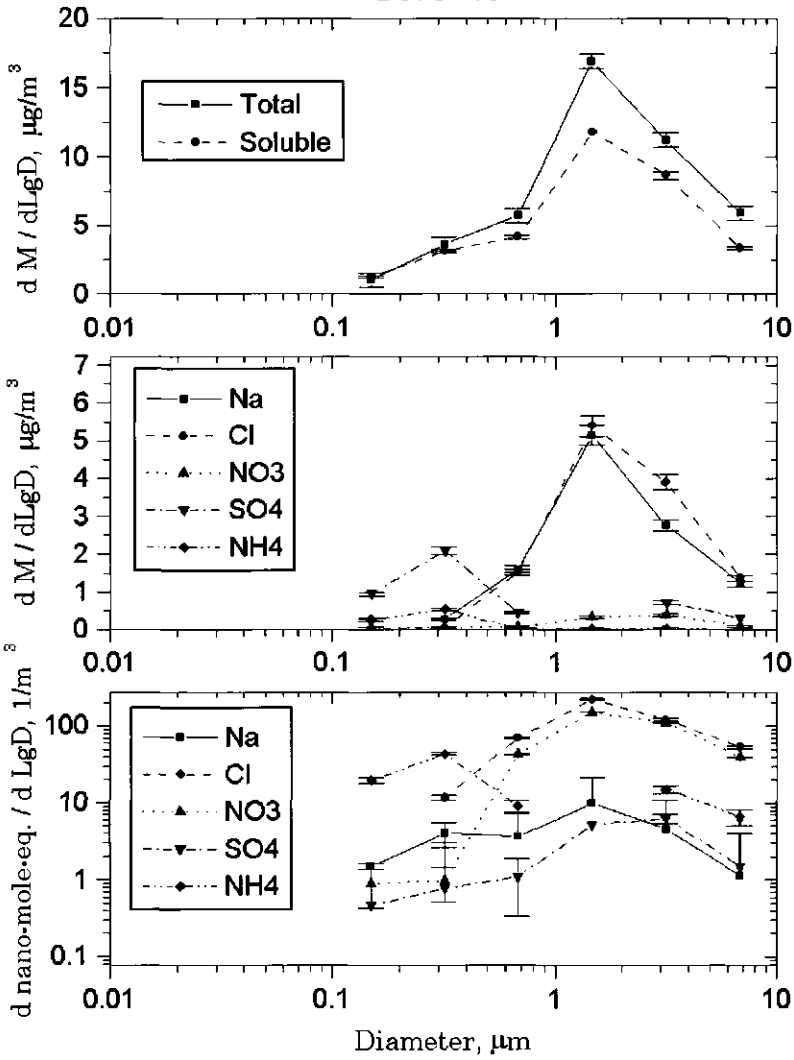 20
15
10
5
0
d M / dLgD, μg/m³
Total
Soluble
0.01 0.1 1 10
7
6
5
4
3
2
1
0
d M / dLgD, μg/m³
Na
Cl
NO3
SO4
NH4
0.01 0.1 1 10
100
10
1
0.1
d nano-mole·eq. / d LgD, 1/m³
Na
Cl
NO3
SO4
NH4
0.01 0.1 1 10
Diameter, μm